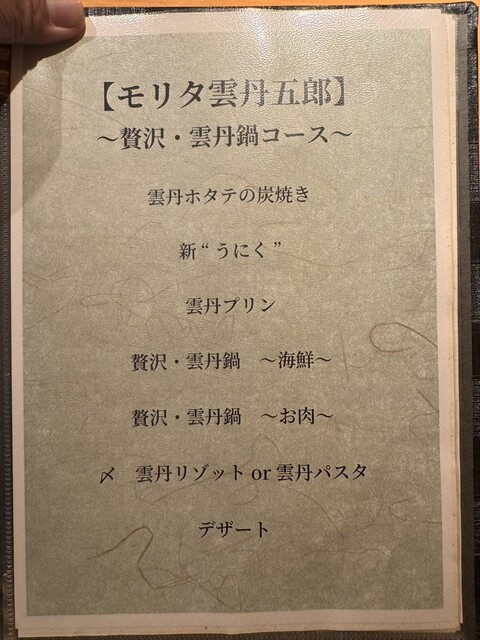 【モリタ雲丹五郎】
～贅沢・雲丹鍋コース～
雲丹ホタテの炭焼き
新“うにく”
雲丹プリン
贅沢・雲丹鍋　～海鮮～
贅沢・雲丹鍋　～お肉～
〆　雲丹リゾット or 雲丹パスタ
デザート